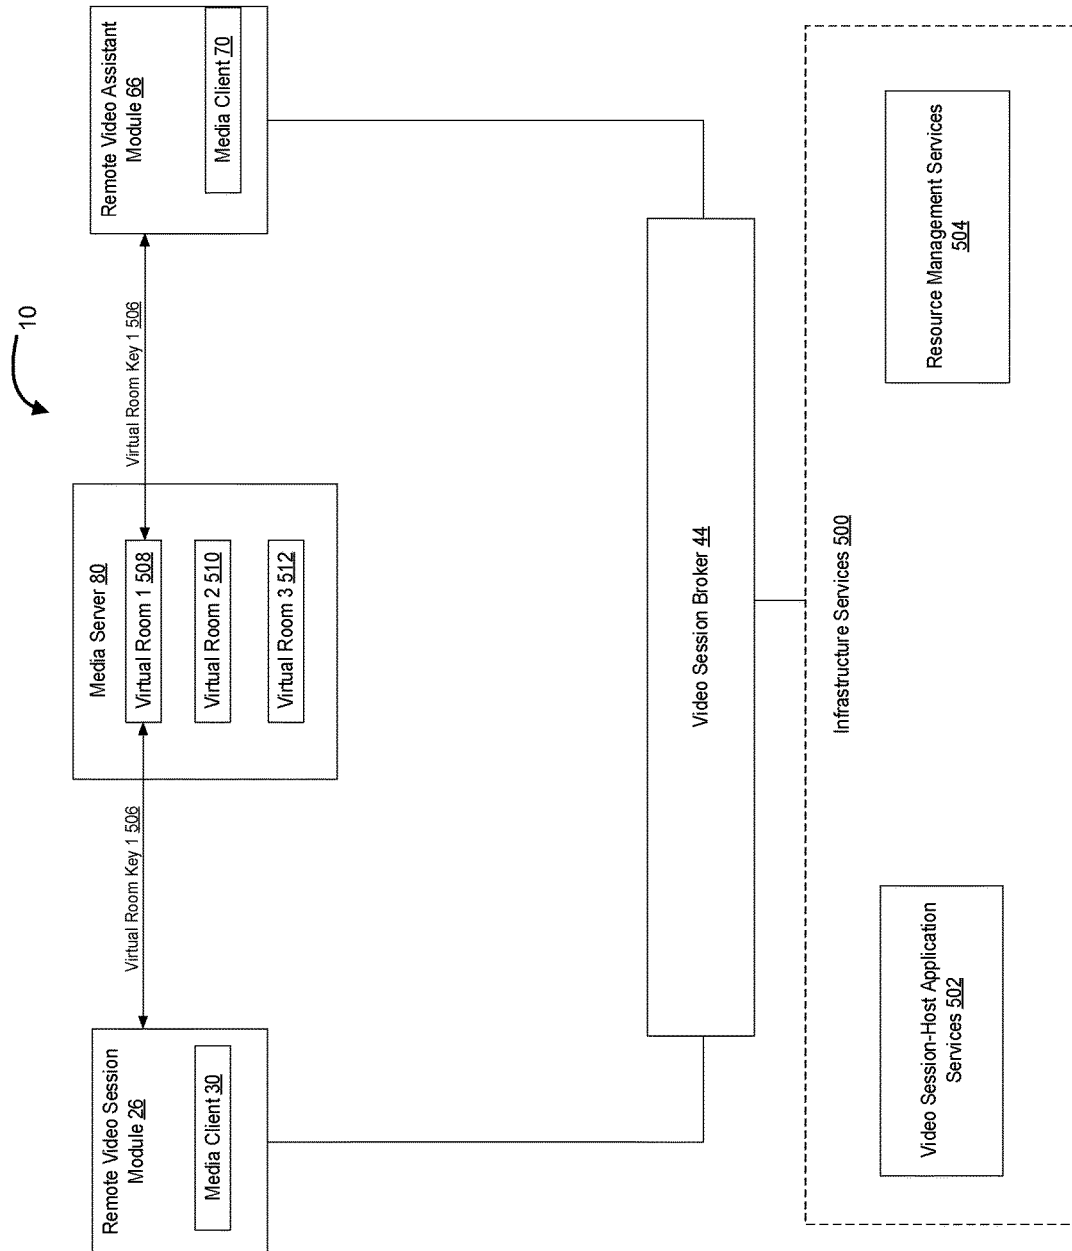 10
Remote Video Session
Module 26
Media Client 30
Virtual Room Key 1 506
Media Server 80
Virtual Room 1 508
Virtual Room 2 510
Virtual Room 3 512
Virtual Room Key 1 506
Remote Video Assistant
Module 66
Media Client 70
Video Session Broker 44
Infrastructure Services 500
Video Session-Host Application
Services 502
Resource Management Services
504